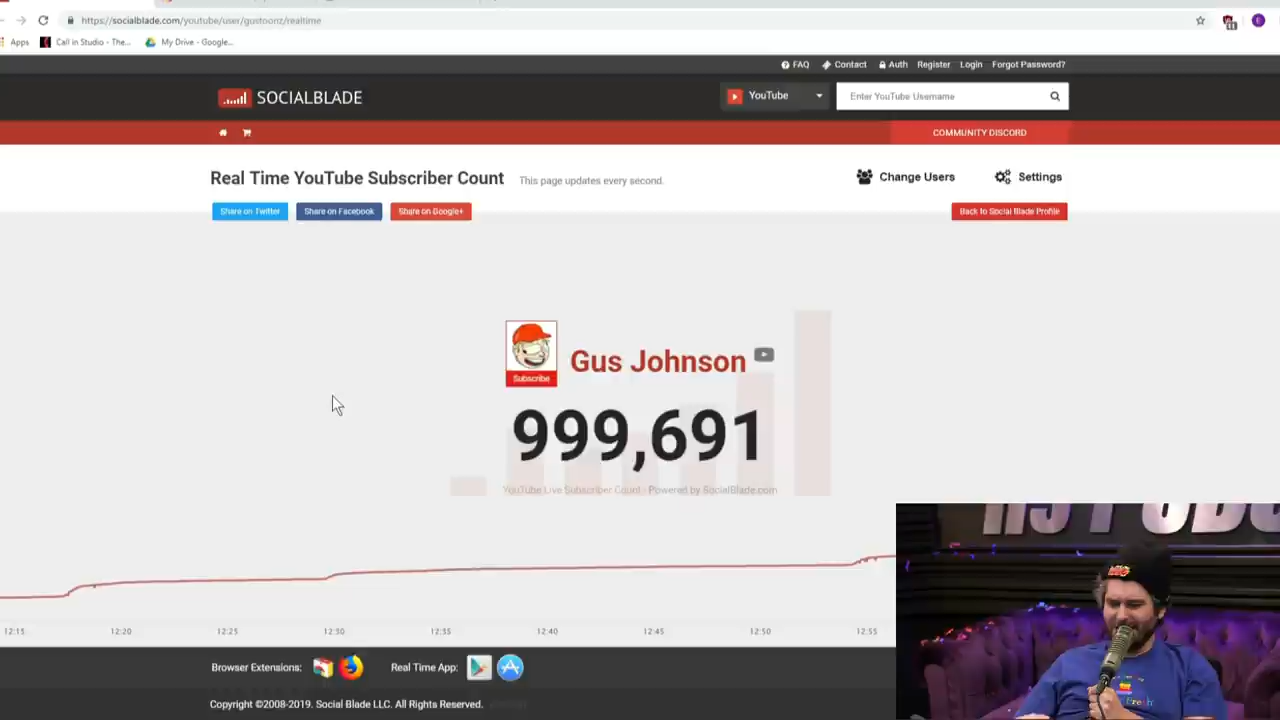 https://socialblade.com/youtube/user/gustoonz/realtime
Apps Call in Studio - The... My Drive - Google...
FAQ Contact Auth Register Login Forgot Password?
SOCIALBLADE YouTube Enter YouTube Username
COMMUNITY DISCORD
Real Time YouTube Subscriber Count This page updates every second. Change Users Settings
Share on Twitter Share on Facebook Share on Google+ Back to Social Blade Profile
Gus Johnson
Subscribe
999,691
YouTube Live Subscriber Count - Powered by SocialBlade.com
12:15 12:20 12:25 12:30 12:35 12:40 12:45 12:50 12:55
Browser Extensions: Real Time App:
Copyright ©2008-2019. Social Blade LLC. All Rights Reserved.
fresh